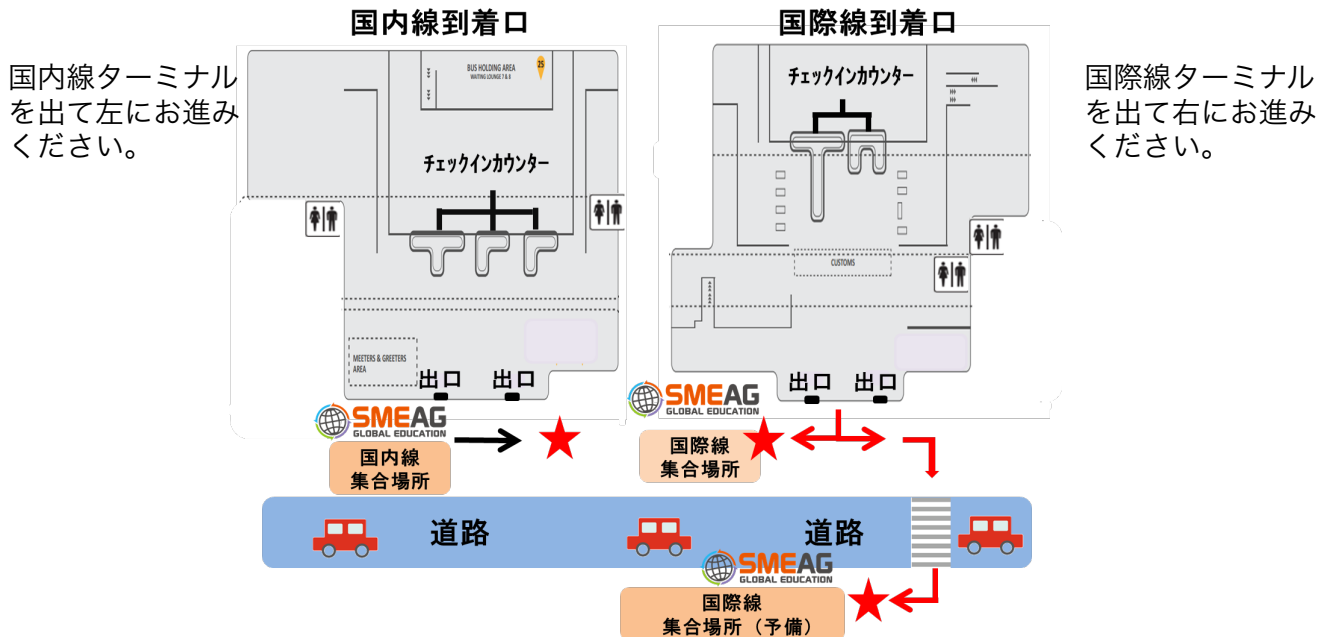 国内線到着口
国際線到着口
国内線ターミナル
を出て左にお進み
ください。
BUS HOLDING AREA
WAITING LOUNGE 7 & 8
25
チェックインカウンター
MEETERS & GREETERS
AREA
出口
出口
チェックインカウンター
CUSTOMS
出口
出口
国際線ターミナル
を出て右にお進み
ください。
SMEAG
GLOBAL EDUCATION
国内線
集合場所
SMEAG
GLOBAL EDUCATION
国際線
集合場所
道路
道路
SMEAG
GLOBAL EDUCATION
国際線
集合場所（予備）